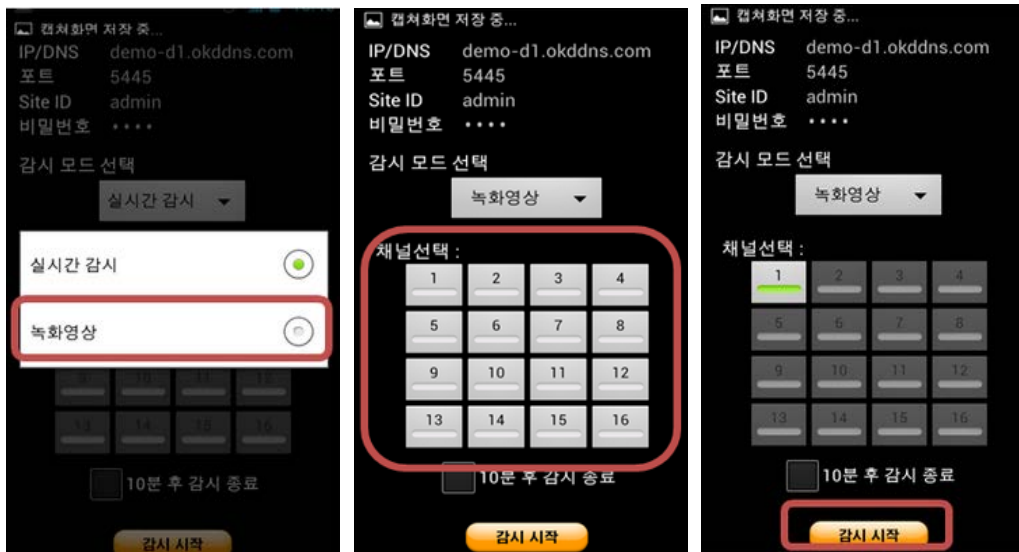 캡쳐화면 저장 중...
IP/DNS demo-d1.okddns.com
포트 5445
Site ID admin
비밀번호 ••••
감시 모드 선택
실시간 감시
실시간 감시
녹화영상
9 10 11 12
13 14 15 16
10분 후 감시 종료
감시 시작
캡쳐화면 저장 중...
IP/DNS demo-d1.okddns.com
포트 5445
Site ID admin
비밀번호 ••••
감시 모드 선택
녹화영상
채널선택 :
1 2 3 4
5 6 7 8
9 10 11 12
13 14 15 16
10분 후 감시 종료
감시 시작
캡쳐화면 저장 중...
IP/DNS demo-d1.okddns.com
포트 5445
Site ID admin
비밀번호 ••••
감시 모드 선택
녹화영상
채널선택 :
1 2 3 4
5 6 7 8
9 10 11 12
13 14 15 16
10분 후 감시 종료
감시 시작